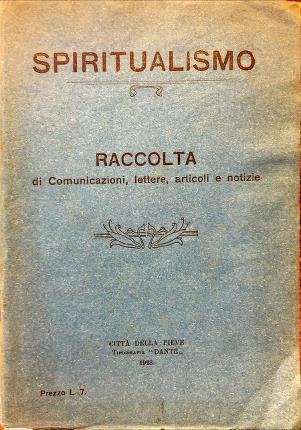 SPIRITUALISMO
RACCOLTA
di Comunicazioni, lettere, articoli e notizie
CITTÀ DELLA PIEVE
TIPOGRAFIA "DANTE„
1928
Prezzo L. 7.